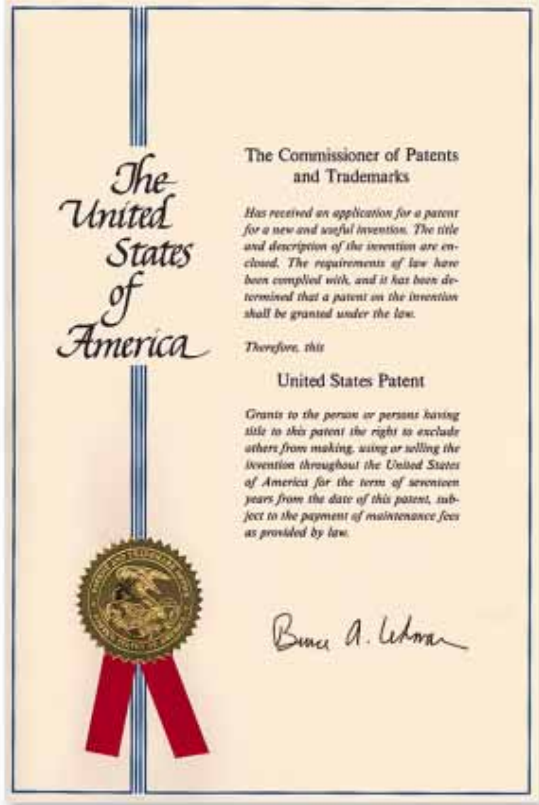 The
United
States
of
America
The Commissioner of Patents
and Trademarks
Has received an application for a patent
for a new and useful invention. The title
and description of the invention are en-
closed. The requirements of law have
been complied with, and it has been de-
termined that a patent on the invention
shall be granted under the law.
Therefore, this
United States Patent
Grants to the person or persons having
title to this patent the right to exclude
others from making, using or selling the
invention throughout the United States
of America for the term of seventeen
years from the date of this patent, sub-
ject to the payment of maintenance fees
as provided by law.
Bruce A. Lehman